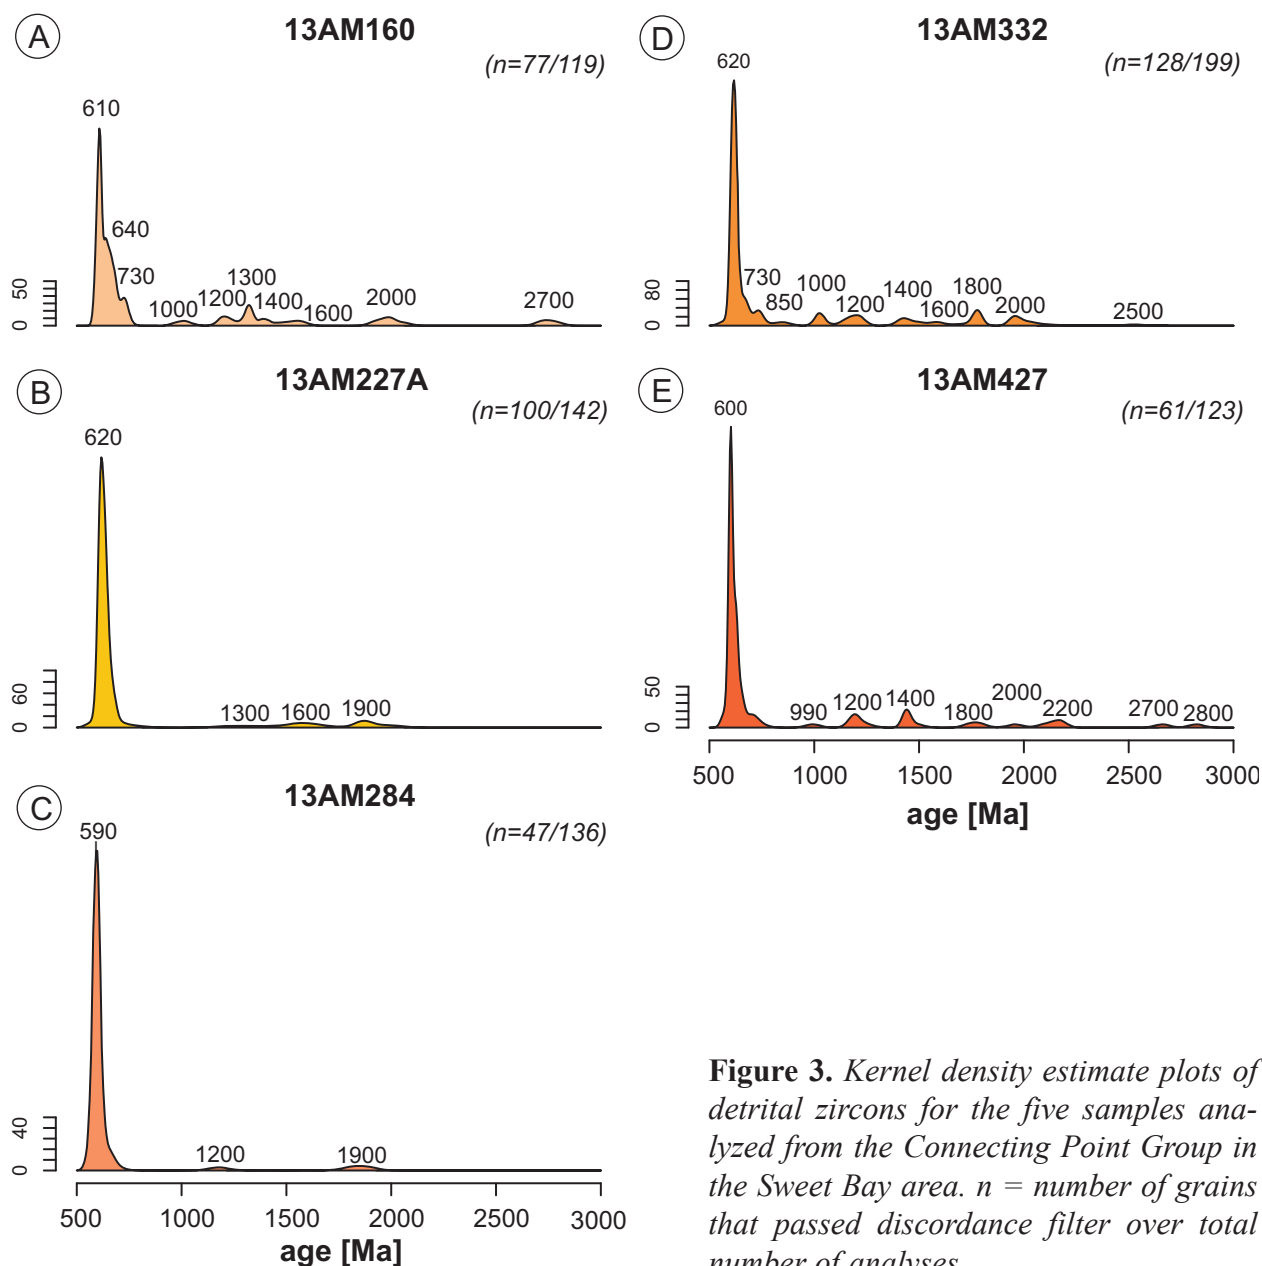 A
13AM160
(n=77/119)
610
640
730
1000
1200
1300
1400
1600
2000
2700
50
0
B
13AM227A
(n=100/142)
620
1300
1600
1900
60
0
C
13AM284
(n=47/136)
590
1200
1900
40
0
500 1000 1500 2000 2500 3000
age [Ma]
D
13AM332
(n=128/199)
620
730
850
1000
1200
1400
1600
1800
2000
2500
80
0
E
13AM427
(n=61/123)
600
990
1200
1400
1800
2000
2200
2700
2800
50
0
500 1000 1500 2000 2500 3000
age [Ma]
Figure 3. Kernel density estimate plots of
detrital zircons for the five samples ana-
lyzed from the Connecting Point Group in
the Sweet Bay area. n = number of grains
that passed discordance filter over total
number of analyses